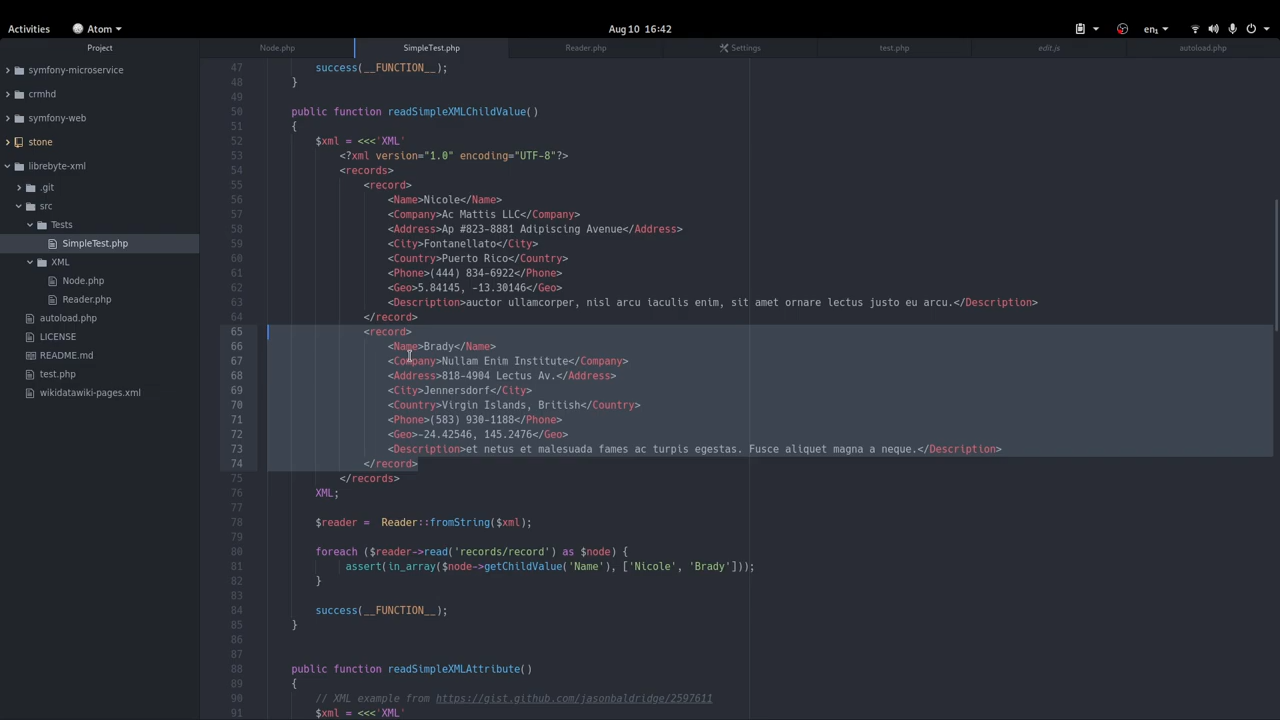 Activities Atom Aug 10 16:42 en₁
Project Node.php SimpleTest.php Reader.php Settings test.php edit.js autoload.php
symfony-microservice
crmhd
symfony-web
stone
librebyte-xml
.git
src
Tests
SimpleTest.php
XML
Node.php
Reader.php
autoload.php
LICENSE
README.md
test.php
wikidatawiki-pages.xml
47 success(__FUNCTION__);
48 }
49
50 public function readSimpleXMLChildValue()
51 {
52 $xml = <<<'XML'
53 <?xml version="1.0" encoding="UTF-8"?>
54 <records>
55 <record>
56 <Name>Nicole</Name>
57 <Company>Ac Mattis LLC</Company>
58 <Address>Ap #823-8881 Adipiscing Avenue</Address>
59 <City>Fontanellato</City>
60 <Country>Puerto Rico</Country>
61 <Phone>(444) 834-6922</Phone>
62 <Geo>5.84145, -13.30146</Geo>
63 <Description>auctor ullamcorper, nisl arcu iaculis enim, sit amet ornare lectus justo eu arcu.</Description>
64 </record>
65 <record>
66 <Name>Brady</Name>
67 <Company>Nullam Enim Institute</Company>
68 <Address>818-4904 Lectus Av.</Address>
69 <City>Jennersdorf</City>
70 <Country>Virgin Islands, British</Country>
71 <Phone>(583) 930-1188</Phone>
72 <Geo>-24.42546, 145.2476</Geo>
73 <Description>et netus et malesuada fames ac turpis egestas. Fusce aliquet magna a neque.</Description>
74 </record>
75 </records>
76 XML;
77
78 $reader = Reader::fromString($xml);
79
80 foreach ($reader->read('records/record') as $node) {
81 assert(in_array($node->getChildValue('Name'), ['Nicole', 'Brady']));
82 }
83
84 success(__FUNCTION__);
85 }
86
87
88 public function readSimpleXMLAttribute()
89 {
90 // XML example from https://gist.github.com/jasonbaldridge/2597611
91 $xml = <<<'XML'